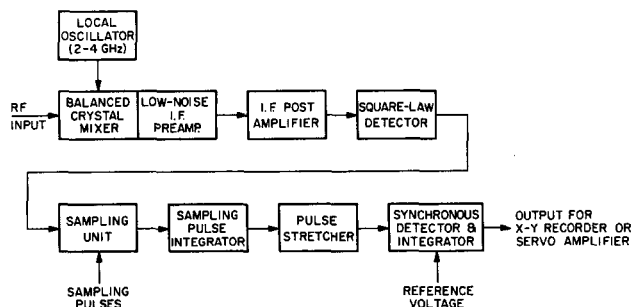 LOCAL
OSCILLATOR
(2-4 GHz)
RF
INPUT
BALANCED
CRYSTAL
MIXER
LOW-NOISE
I.F.
PREAMP.
I.F. POST
AMPLIFIER
SQUARE-LAW
DETECTOR
SAMPLING
UNIT
SAMPLING
PULSE
INTEGRATOR
PULSE
STRETCHER
SYNCHRONOUS
DETECTOR &
INTEGRATOR
OUTPUT FOR
X-Y RECORDER OR
SERVO AMPLIFIER
SAMPLING
PULSES
REFERENCE
VOLTAGE